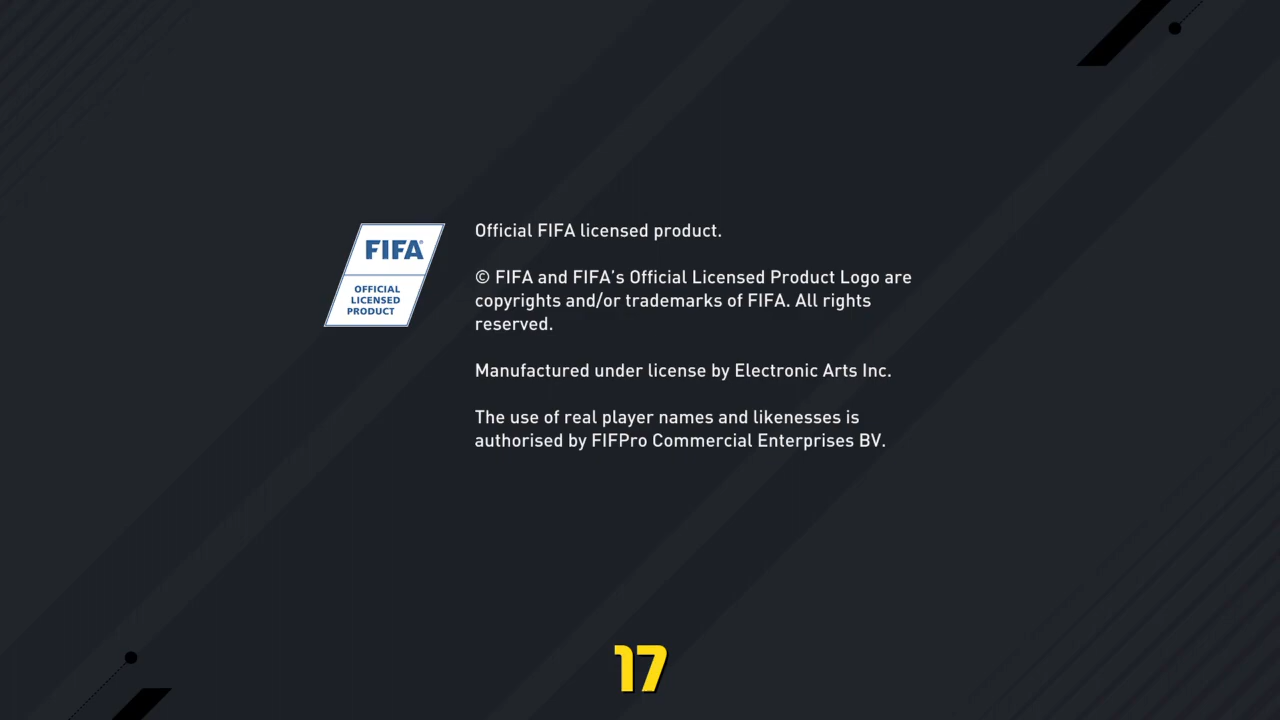 FIFA
OFFICIAL
LICENSED
PRODUCT
Official FIFA licensed product.
© FIFA and FIFA's Official Licensed Product Logo are
copyrights and/or trademarks of FIFA. All rights
reserved.
Manufactured under license by Electronic Arts Inc.
The use of real player names and likenesses is
authorised by FIFPro Commercial Enterprises BV.
17